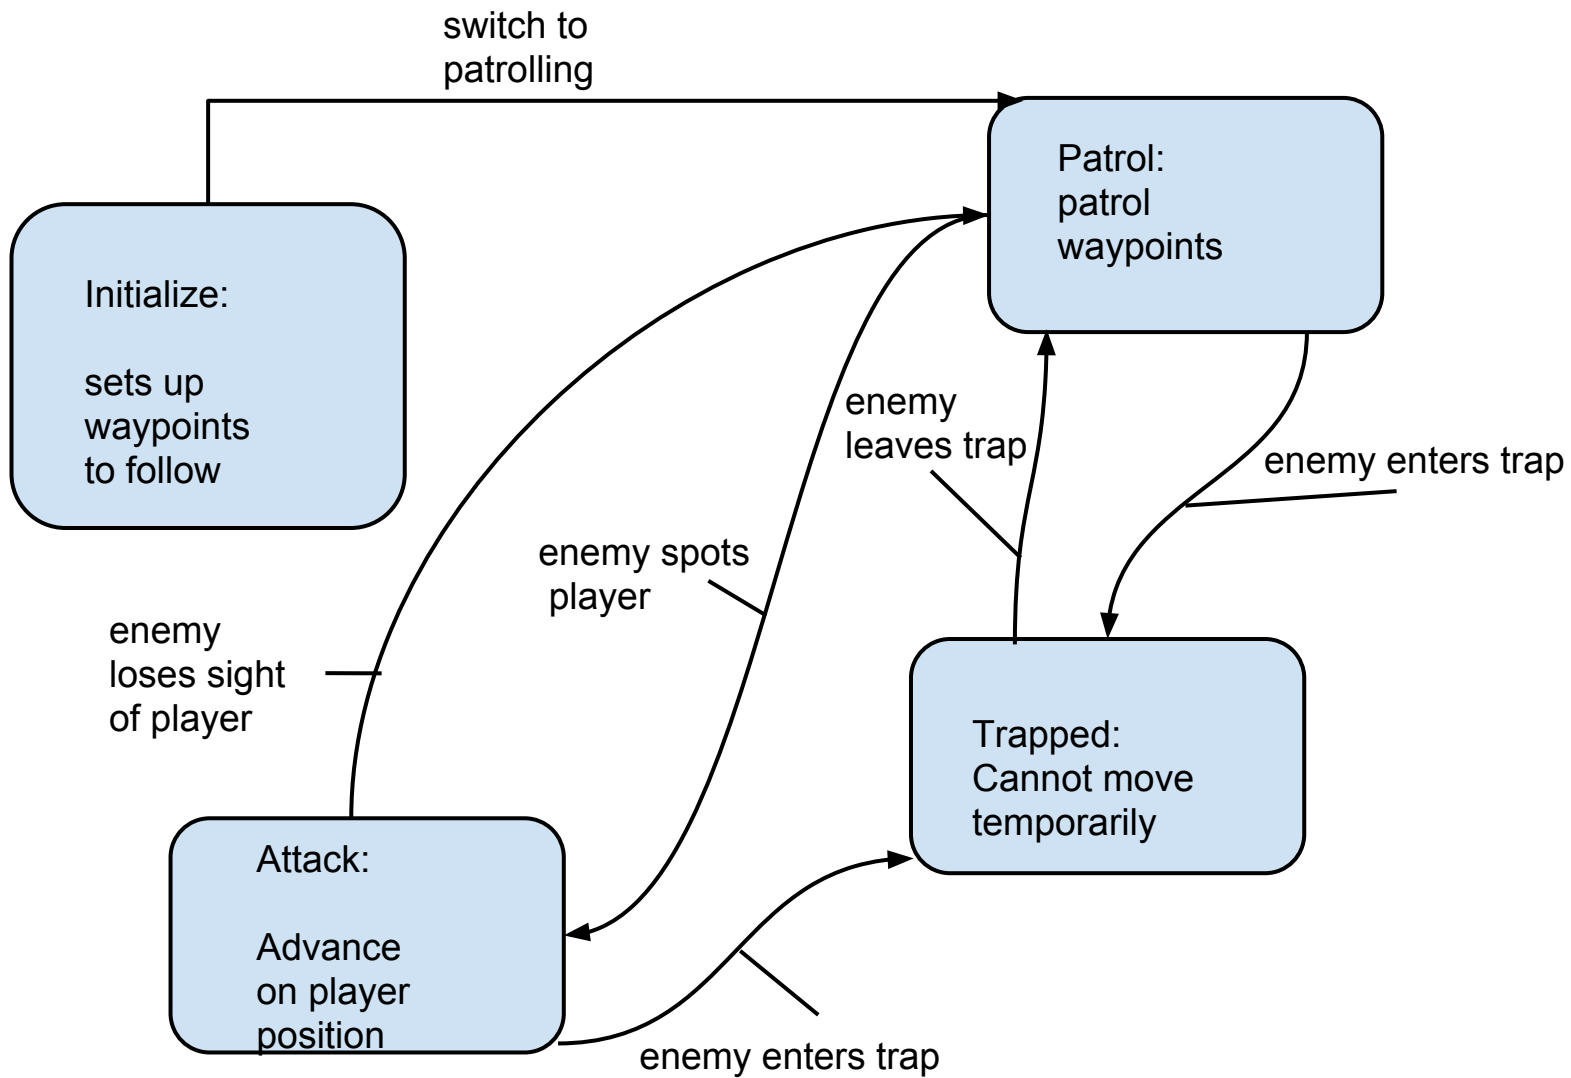 switch to
patrolling
Patrol:
patrol
waypoints
Initialize:
sets up
waypoints
to follow
enemy
leaves trap
enemy enters trap
enemy spots
player
enemy
loses sight
of player
Trapped:
Cannot move
temporarily
Attack:
Advance
on player
position
enemy enters trap